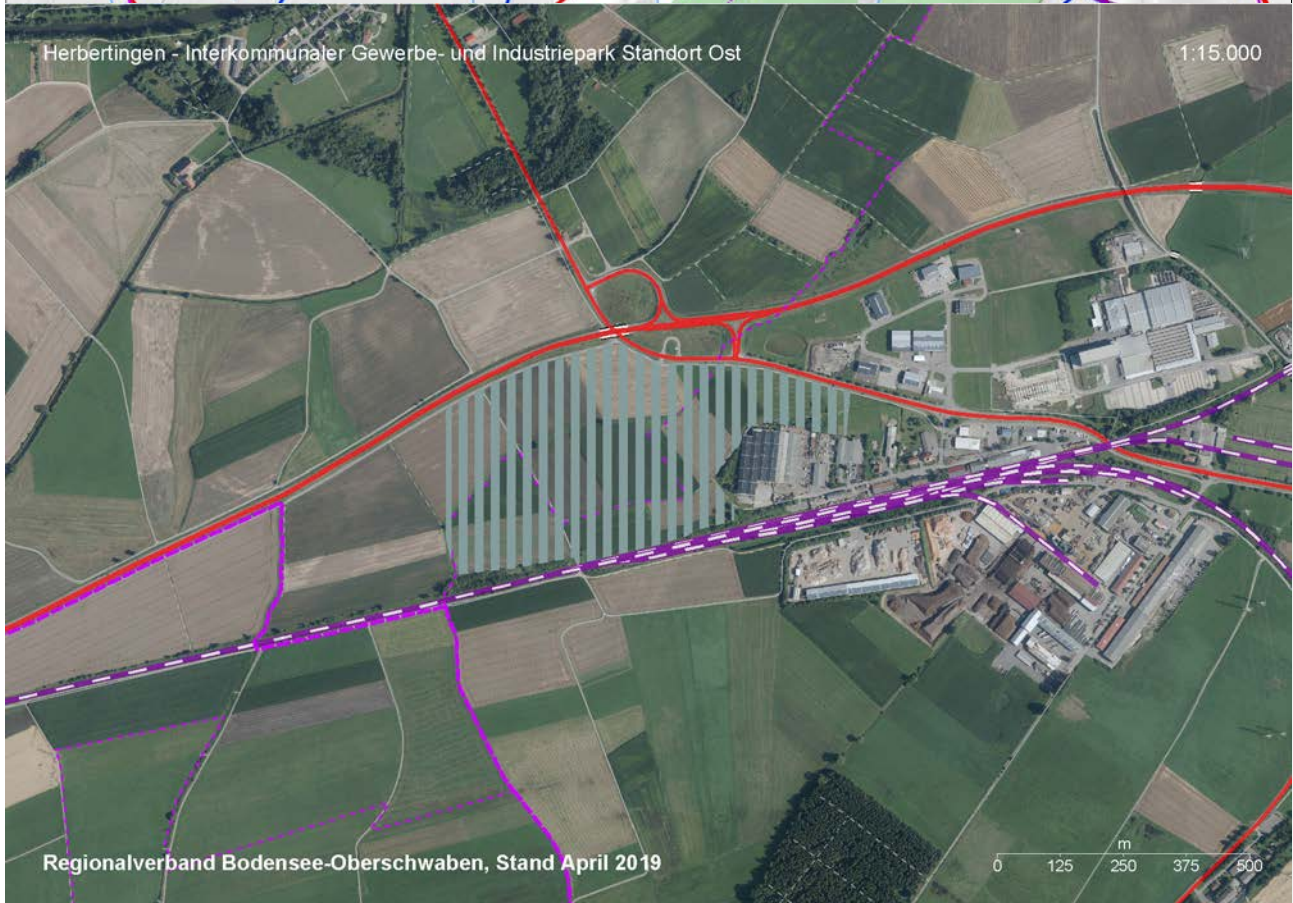 Herbertingen - Interkommunaler Gewerbe- und Industriepark Standort Ost
1:15.000
Regionalverband Bodensee-Oberschwaben, Stand April 2019
m
0 125 250 375 500